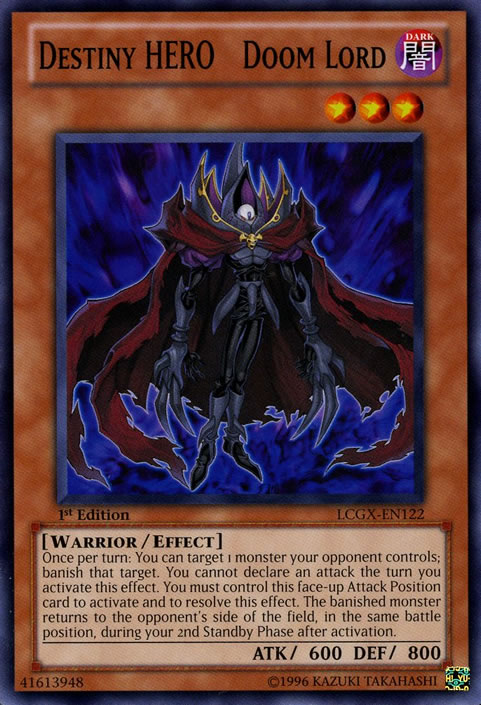 Destiny HERO Doom Lord
DARK
闇
LCGX-EN122
1st Edition
[Warrior / Effect]
Once per turn: You can target 1 monster your opponent controls;
banish that target. You cannot declare an attack the turn you
activate this effect. You must control this face-up Attack Position
card to activate and to resolve this effect. The banished monster
returns to the opponent's side of the field, in the same battle
position, during your 2nd Standby Phase after activation.
ATK/ 600 DEF/ 800
41613948
©1996 KAZUKI TAKAHASHI